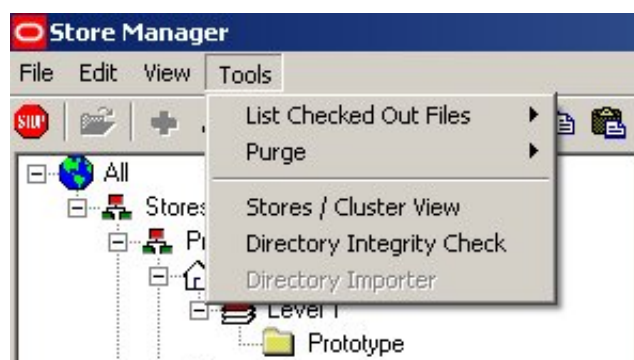 Store Manager
File Edit View Tools
STOP
List Checked Out Files
Purge
All
Stores
Stores / Cluster View
Directory Integrity Check
Directory Importer
Level 1
Prototype